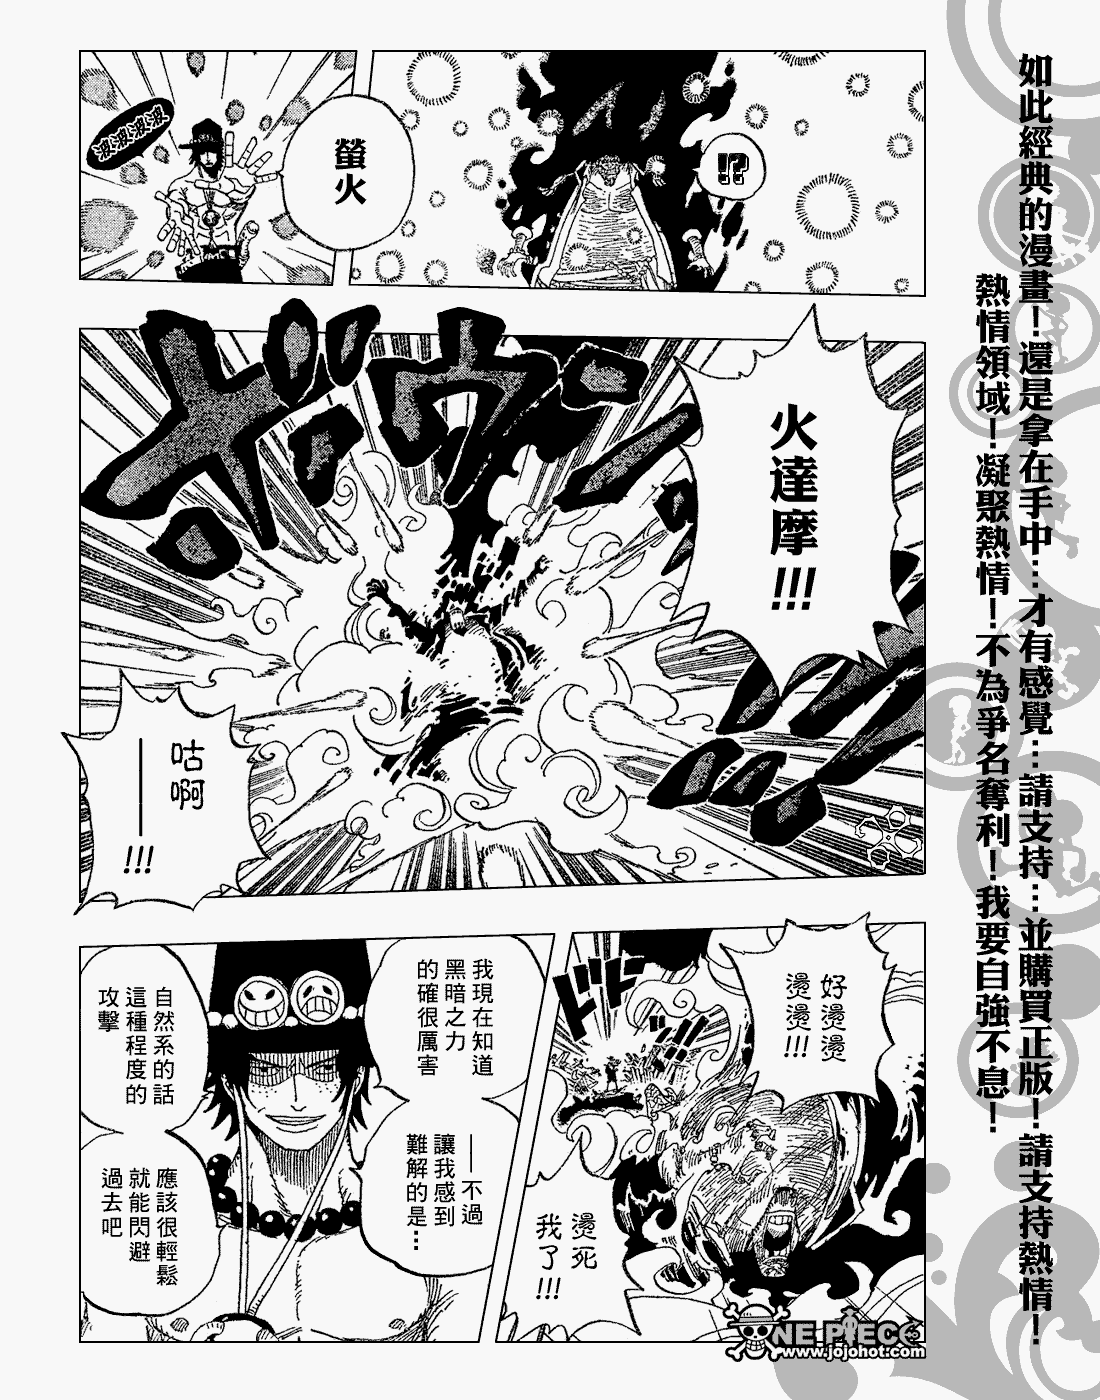 如此經典的漫畫！還是拿在手中…才有感覺…請支持…並購買正版！請支持熱情！
熱情領域！凝聚熱情！不為爭名奪利！我要自強不息！
!?
螢火
波波波波
ボウン
火達摩!!!
咕啊
——!!!
好燙燙
燙燙!!!
ドドド
燙死
我了!!!
我現在知道
黑暗之力
的確很厲害
——不過
讓我感到
難解的是…
自然系的話
這種程度的
攻擊
應該很輕鬆
就能閃避
過去吧
ONE PIECE
www.jojohot.com